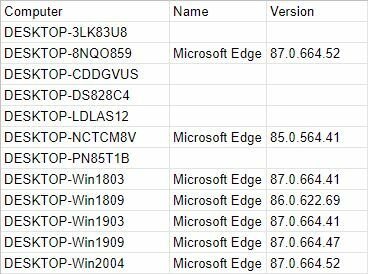 Computer Name Version
DESKTOP-3LK83U8
DESKTOP-8NQO859 Microsoft Edge 87.0.664.52
DESKTOP-CDDGVUS
DESKTOP-DS828C4
DESKTOP-LDLAS12
DESKTOP-NCTCM8V Microsoft Edge 85.0.564.41
DESKTOP-PN85T1B
DESKTOP-Win1803 Microsoft Edge 87.0.664.41
DESKTOP-Win1809 Microsoft Edge 86.0.622.69
DESKTOP-Win1903 Microsoft Edge 87.0.664.41
DESKTOP-Win1909 Microsoft Edge 87.0.664.47
DESKTOP-Win2004 Microsoft Edge 87.0.664.52